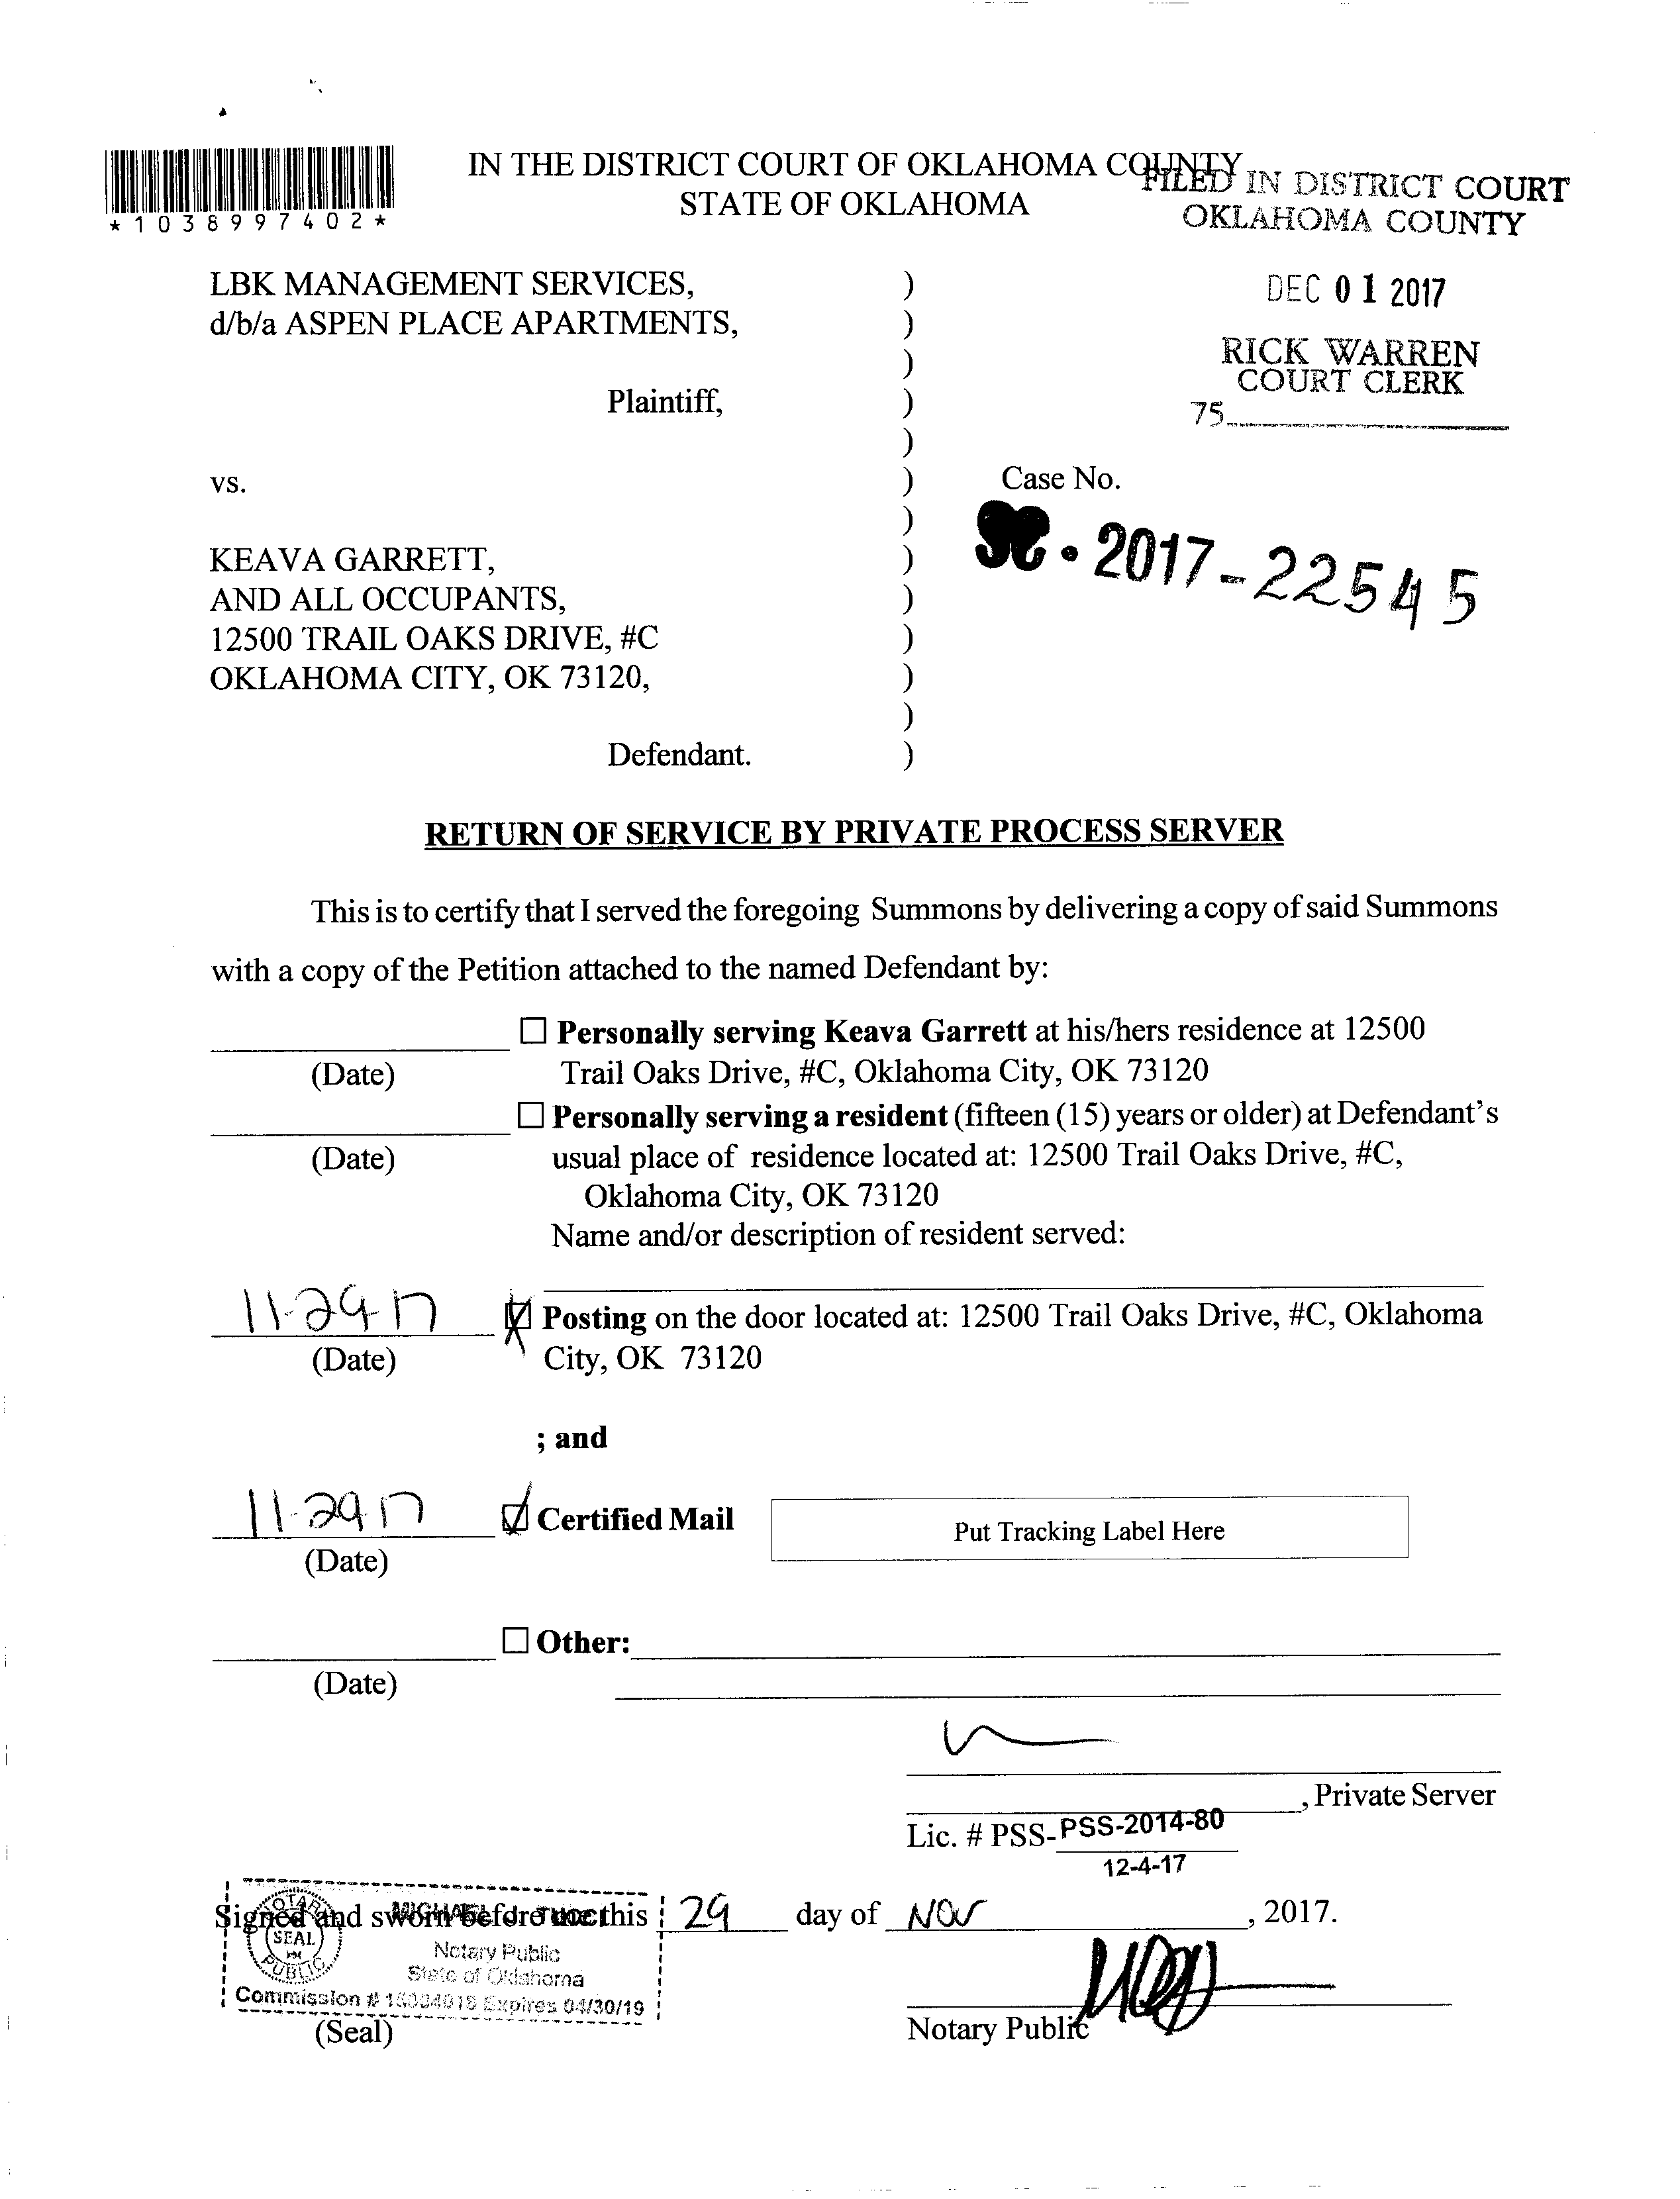 *1038997402*
IN THE DISTRICT COURT OF OKLAHOMA COUNTY
STATE OF OKLAHOMA
FILED IN DISTRICT COURT
OKLAHOMA COUNTY
DEC 01 2017
RICK WARREN
COURT CLERK
75
LBK MANAGEMENT SERVICES, )
d/b/a ASPEN PLACE APARTMENTS, )
)
Plaintiff, )
)
vs. ) Case No.
)
SC-2017-22545
KEAVA GARRETT, )
AND ALL OCCUPANTS, )
12500 TRAIL OAKS DRIVE, #C )
OKLAHOMA CITY, OK 73120, )
)
Defendant. )
RETURN OF SERVICE BY PRIVATE PROCESS SERVER
This is to certify that I served the foregoing Summons by delivering a copy of said Summons
with a copy of the Petition attached to the named Defendant by:
☐ Personally serving Keava Garrett at his/hers residence at 12500
(Date) Trail Oaks Drive, #C, Oklahoma City, OK 73120
☐ Personally serving a resident (fifteen (15) years or older) at Defendant's
(Date) usual place of residence located at: 12500 Trail Oaks Drive, #C,
Oklahoma City, OK 73120
Name and/or description of resident served:
11-29 17 ☑ Posting on the door located at: 12500 Trail Oaks Drive, #C, Oklahoma
(Date) City, OK 73120
; and
11-29 17 ☑ Certified Mail Put Tracking Label Here
(Date)
☐ Other:
(Date)
, Private Server
Lic. # PSS- PSS-2014-80
12-4-17
Signed and sworn before me this 29 day of Nov, 2017.
NOTARY
SEAL
PUBLIC
MICHAEL J.
Notary Public
State of Oklahoma
Commission # Expires 04/30/19
(Seal)
Notary Public